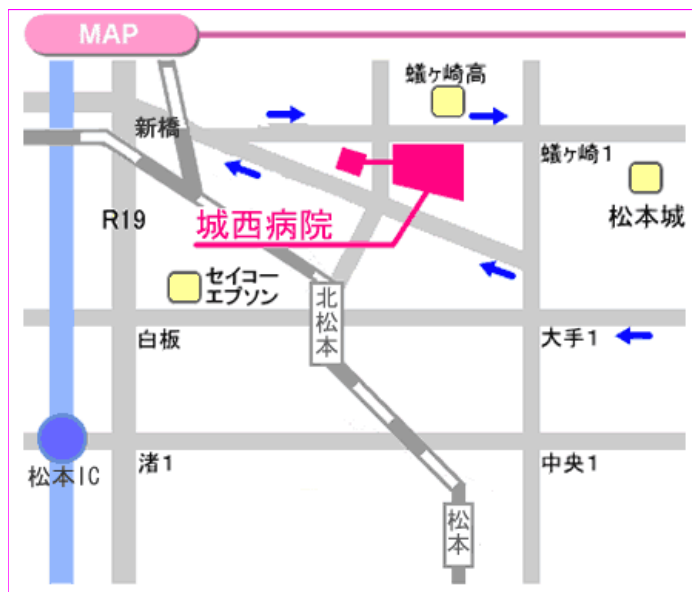 MAP
蟻ヶ崎高
新橋
蟻ヶ崎1
R19
城西病院
松本城
セイコー
エプソン
北松本
白板
大手1
松本IC
渚1
中央1
松本